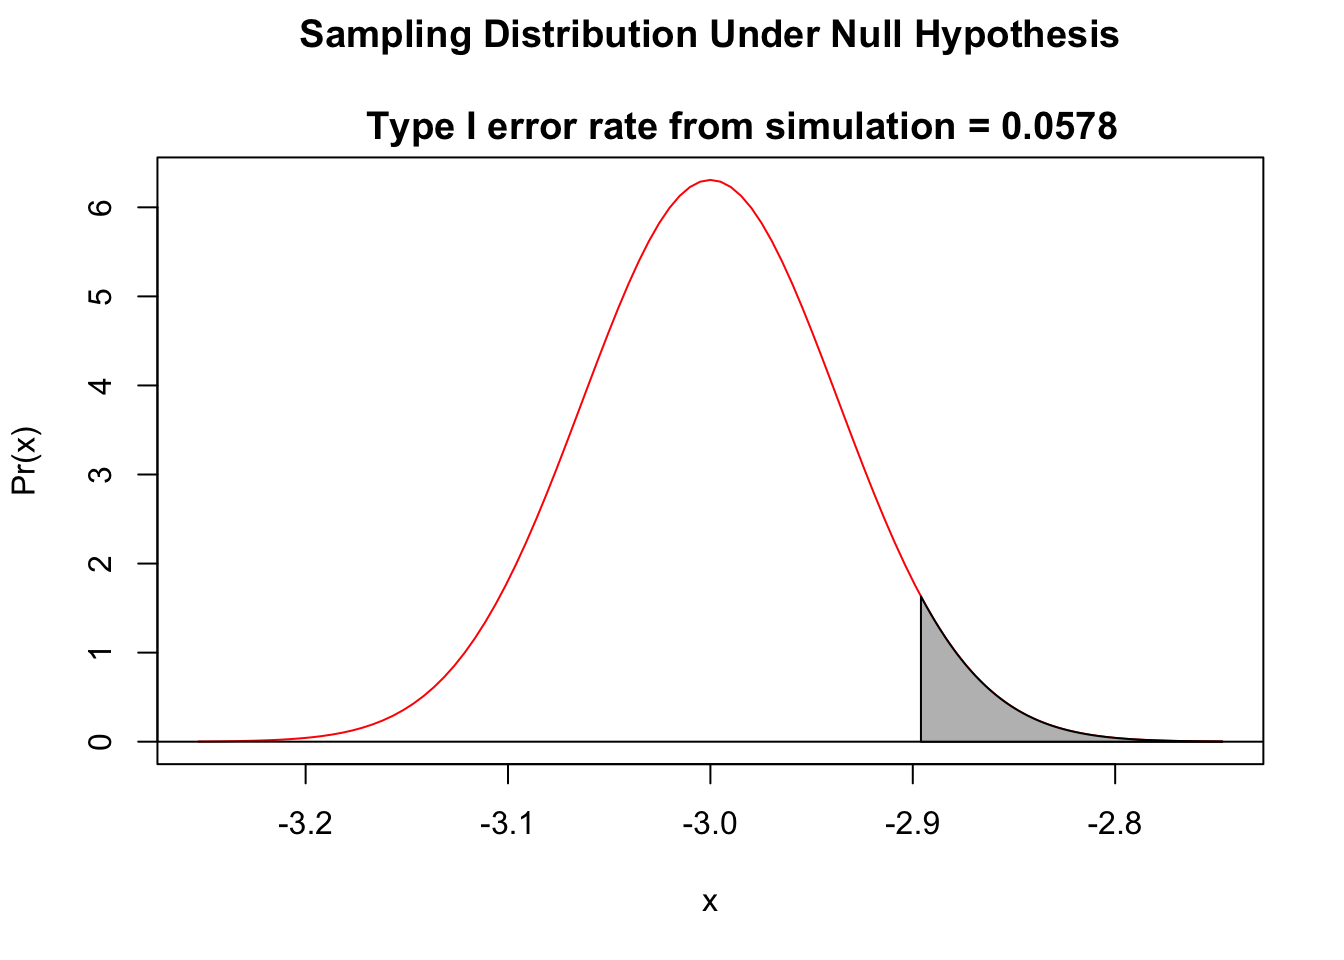 Sampling Distribution Under Null Hypothesis
Type I error rate from simulation = 0.0578
Pr(x)
6
5
4
3
2
1
0
-3.2 -3.1 -3.0 -2.9 -2.8
x